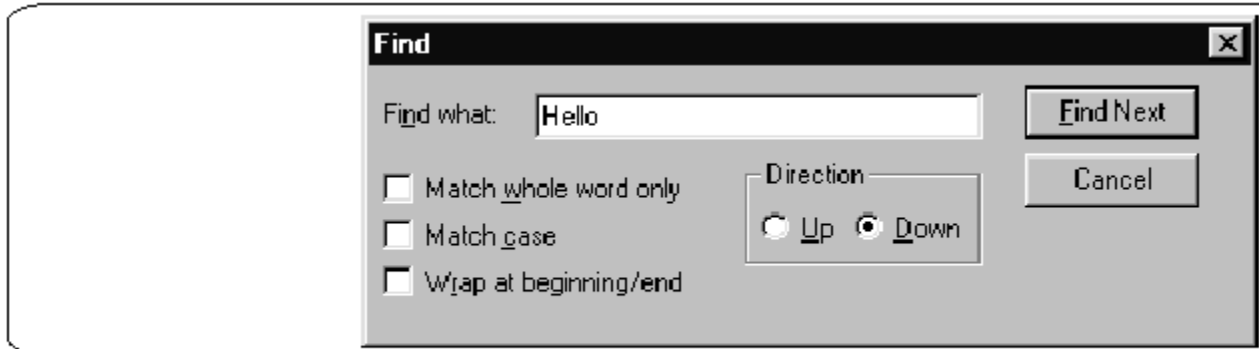 Find
Find what: Hello
Find Next
Match whole word only
Direction
Cancel
Match case
Up Down
Wrap at beginning/end